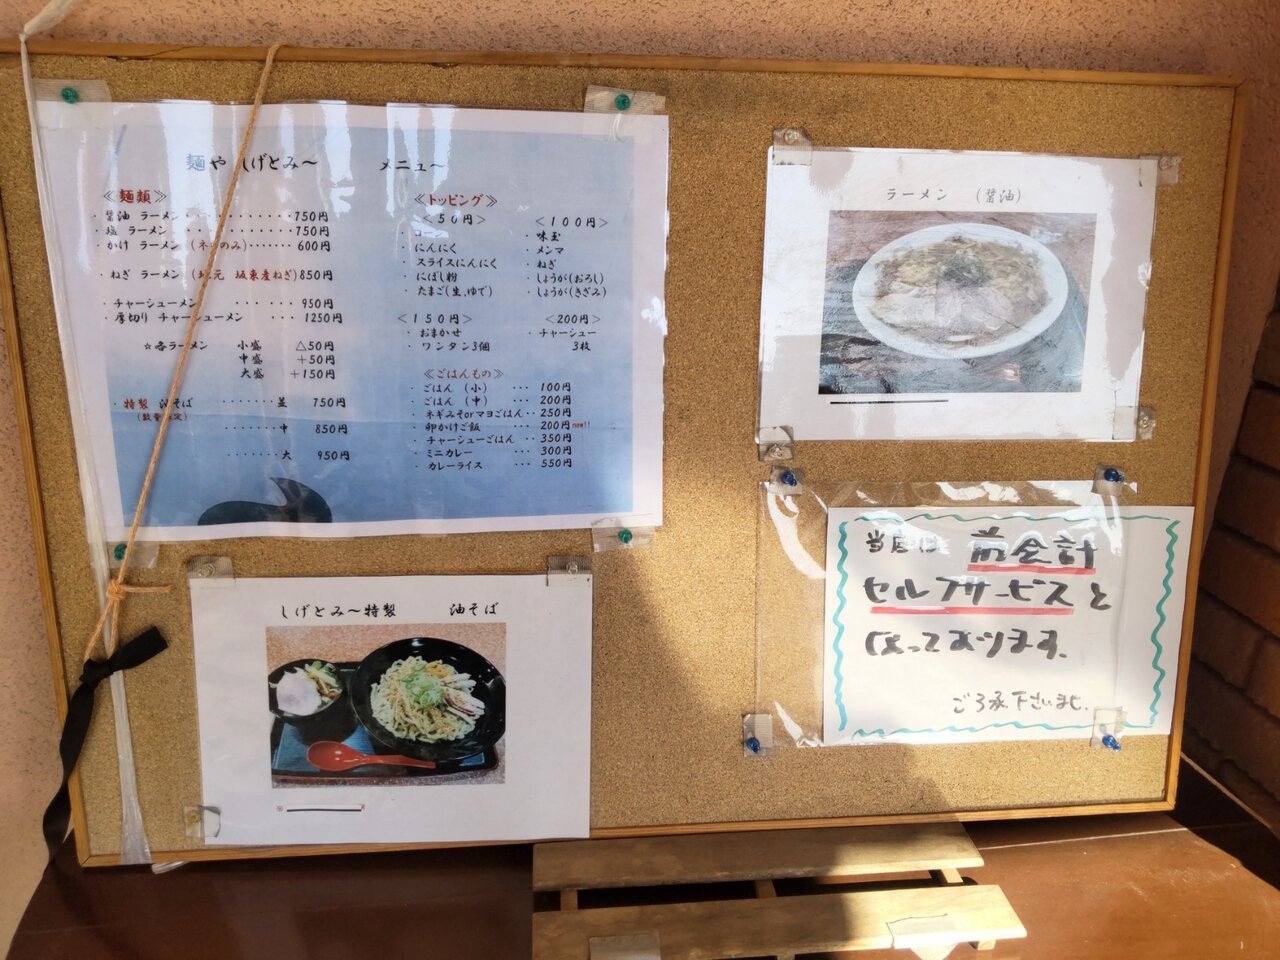 麺や しげとみ～ メニュー
≪麺類≫
・醤油 ラーメン・・・・・・・・・・・・750円
・塩 ラーメン・・・・・・・・・・・・・750円
・かけ ラーメン (ネギのみ)・・・・・・600円
・ねぎ ラーメン (地元 坂東産ねぎ)850円
・チャーシューメン ・・・・・・ 950円
・厚切り チャーシューメン ・・・ 1250円
☆各ラーメン 小盛 △50円
中盛 +50円
大盛 +150円
・特製 油そば ・・・・・・・並 750円
(数量限定)
・・・・・・・中 850円
・・・・・・・大 950円
≪トッピング≫
＜50円＞
・コーン
・にんにく
・スライスにんにく
・にぼし粉
・たまご(生、ゆで)
＜100円＞
・味玉
・メンマ
・ねぎ
・しょうが(おろし)
・しょうが(きざみ)
＜150円＞
・おまかせ
・ワンタン3個
＜200円＞
・チャーシュー
3枚
≪ごはんもの≫
・ごはん (小) ・・・ 100円
・ごはん (中) ・・・ 200円
・ネギみそorマヨごはん・・250円
・卵かけご飯 ・・・ 200円new!!
・チャーシューごはん ・・・350円
・ミニカレー ・・・ 300円
・カレーライス ・・・ 550円
ラーメン (醤油)
しげとみ～特製 油そば
当店は 前会計
セルフサービスと
なっております。
ご了承下さいませ.